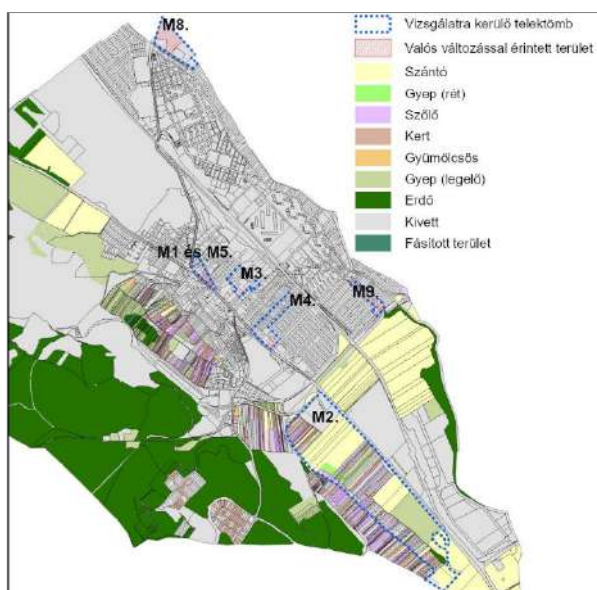 M8.
Vizsgálatra kerülő telektömb
Valós változással érintett terület
Szántó
Gyep (rét)
Szőlő
Kert
Gyümölcsös
Gyep (legelő)
Erdő
Kivett
Fásított terület
M1 és M5.
M3.
M4.
M9.
M2.